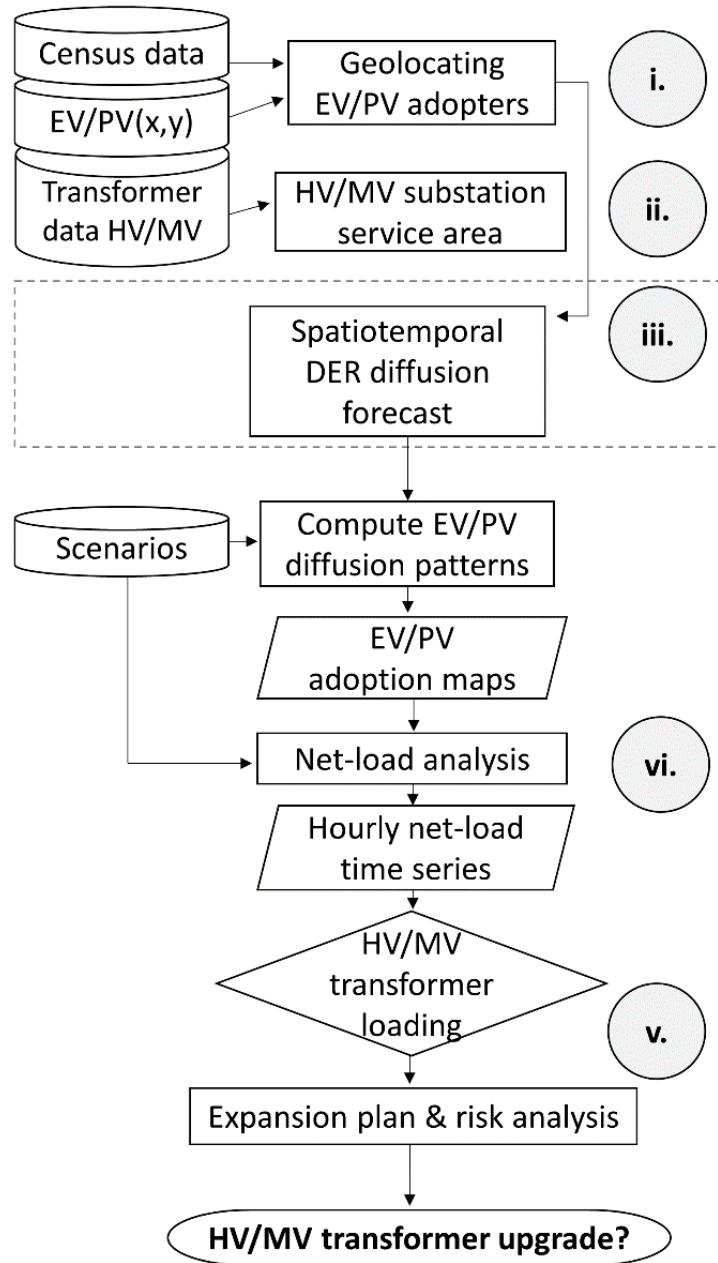 Census data
EV/PV(x,y)
Transformer
data HV/MV
Geolocating
EV/PV adopters
i.
HV/MV substation
service area
ii.
Spatiotemporal
DER diffusion
forecast
iii.
Scenarios
Compute EV/PV
diffusion patterns
EV/PV
adoption maps
Net-load analysis
vi.
Hourly net-load
time series
HV/MV
transformer
loading
v.
Expansion plan & risk analysis
HV/MV transformer upgrade?